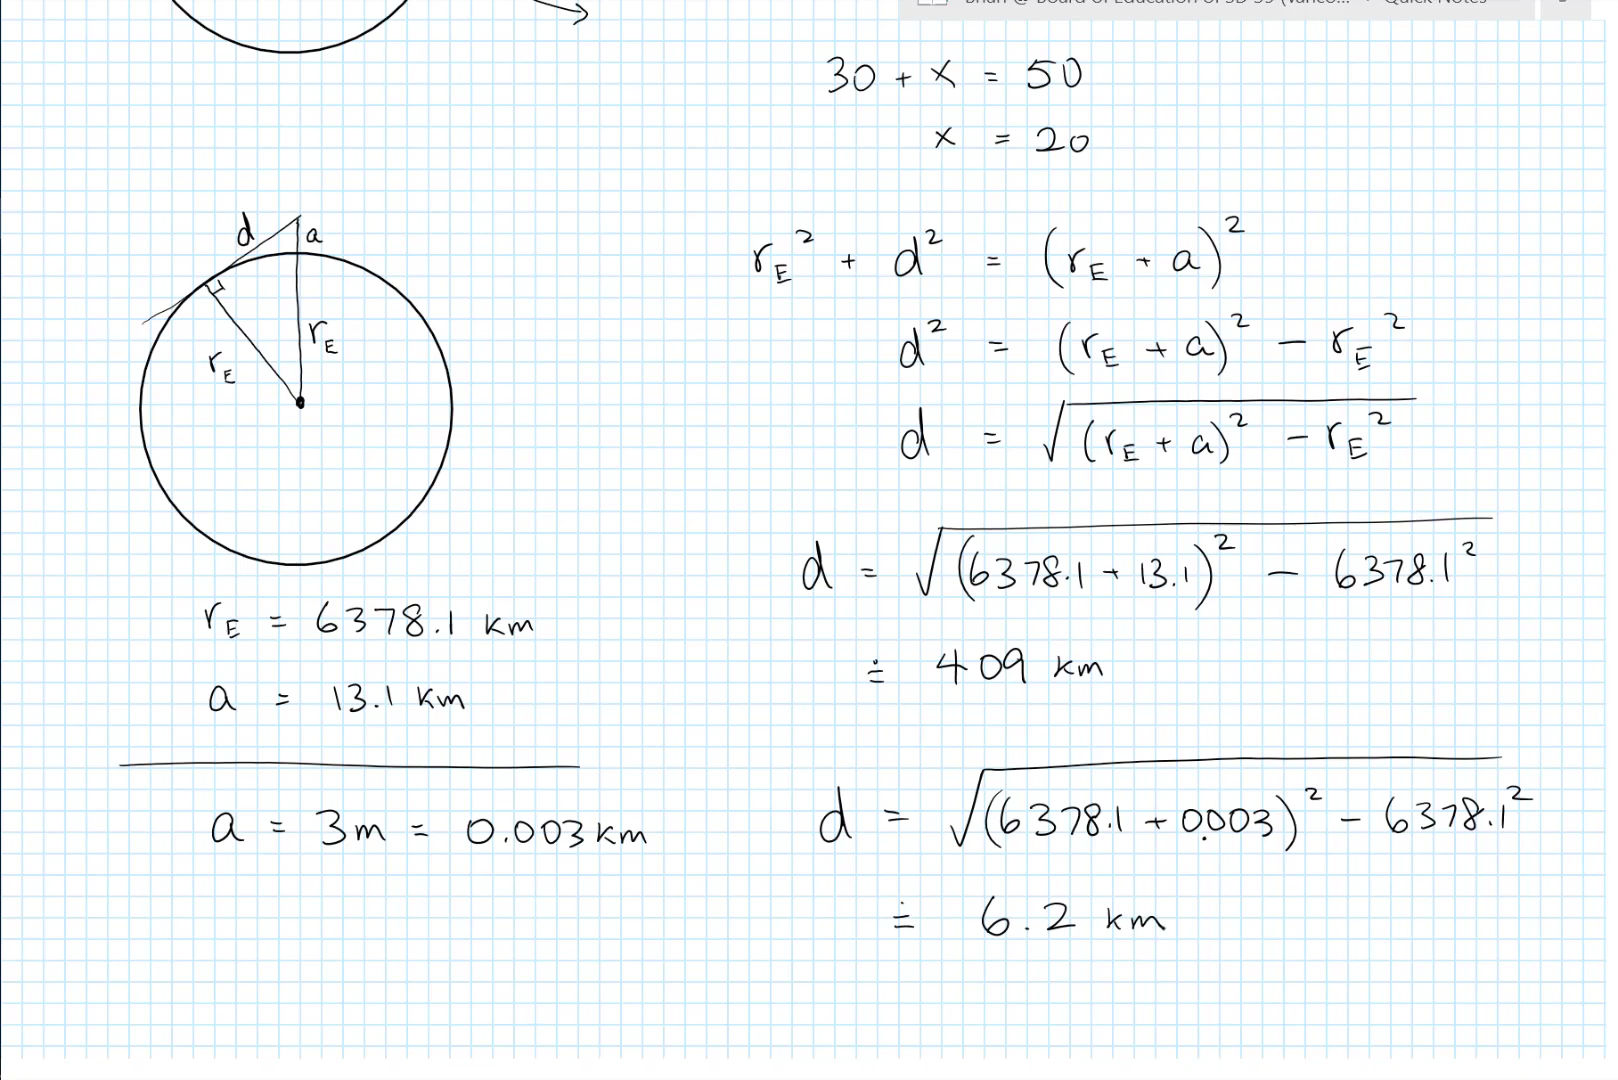 30 + x = 50
x = 20
d
a
r_E
r_E
r_E² + d² = (r_E + a)²
d² = (r_E + a)² − r_E²
d = √((r_E + a)² − r_E²)
r_E = 6378.1 km
a = 13.1 km
d = √((6378.1 + 13.1)² − 6378.1²)
≐ 409 km
a = 3m = 0.003 km
d = √((6378.1 + 0.003)² − 6378.1²)
≐ 6.2 km